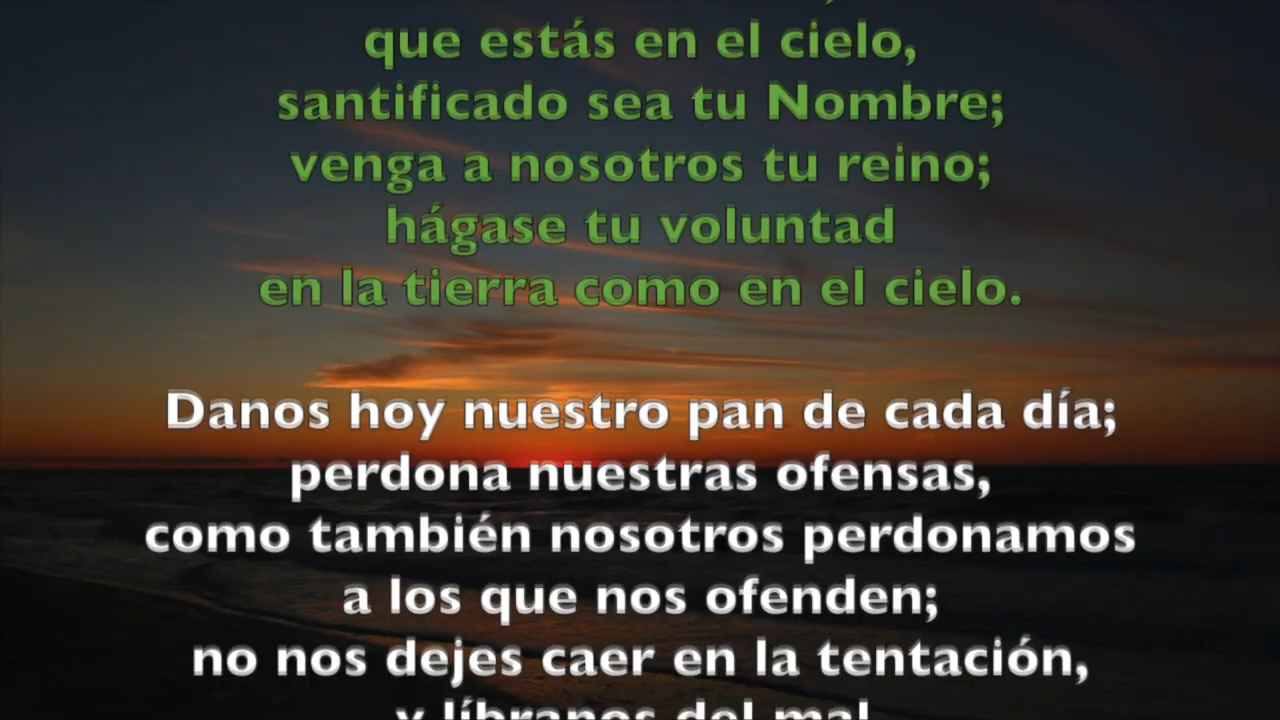 que estás en el cielo,
santificado sea tu Nombre;
venga a nosotros tu reino;
hágase tu voluntad
en la tierra como en el cielo.
Danos hoy nuestro pan de cada día;
perdona nuestras ofensas,
como también nosotros perdonamos
a los que nos ofenden;
no nos dejes caer en la tentación,
y líbranos del mal